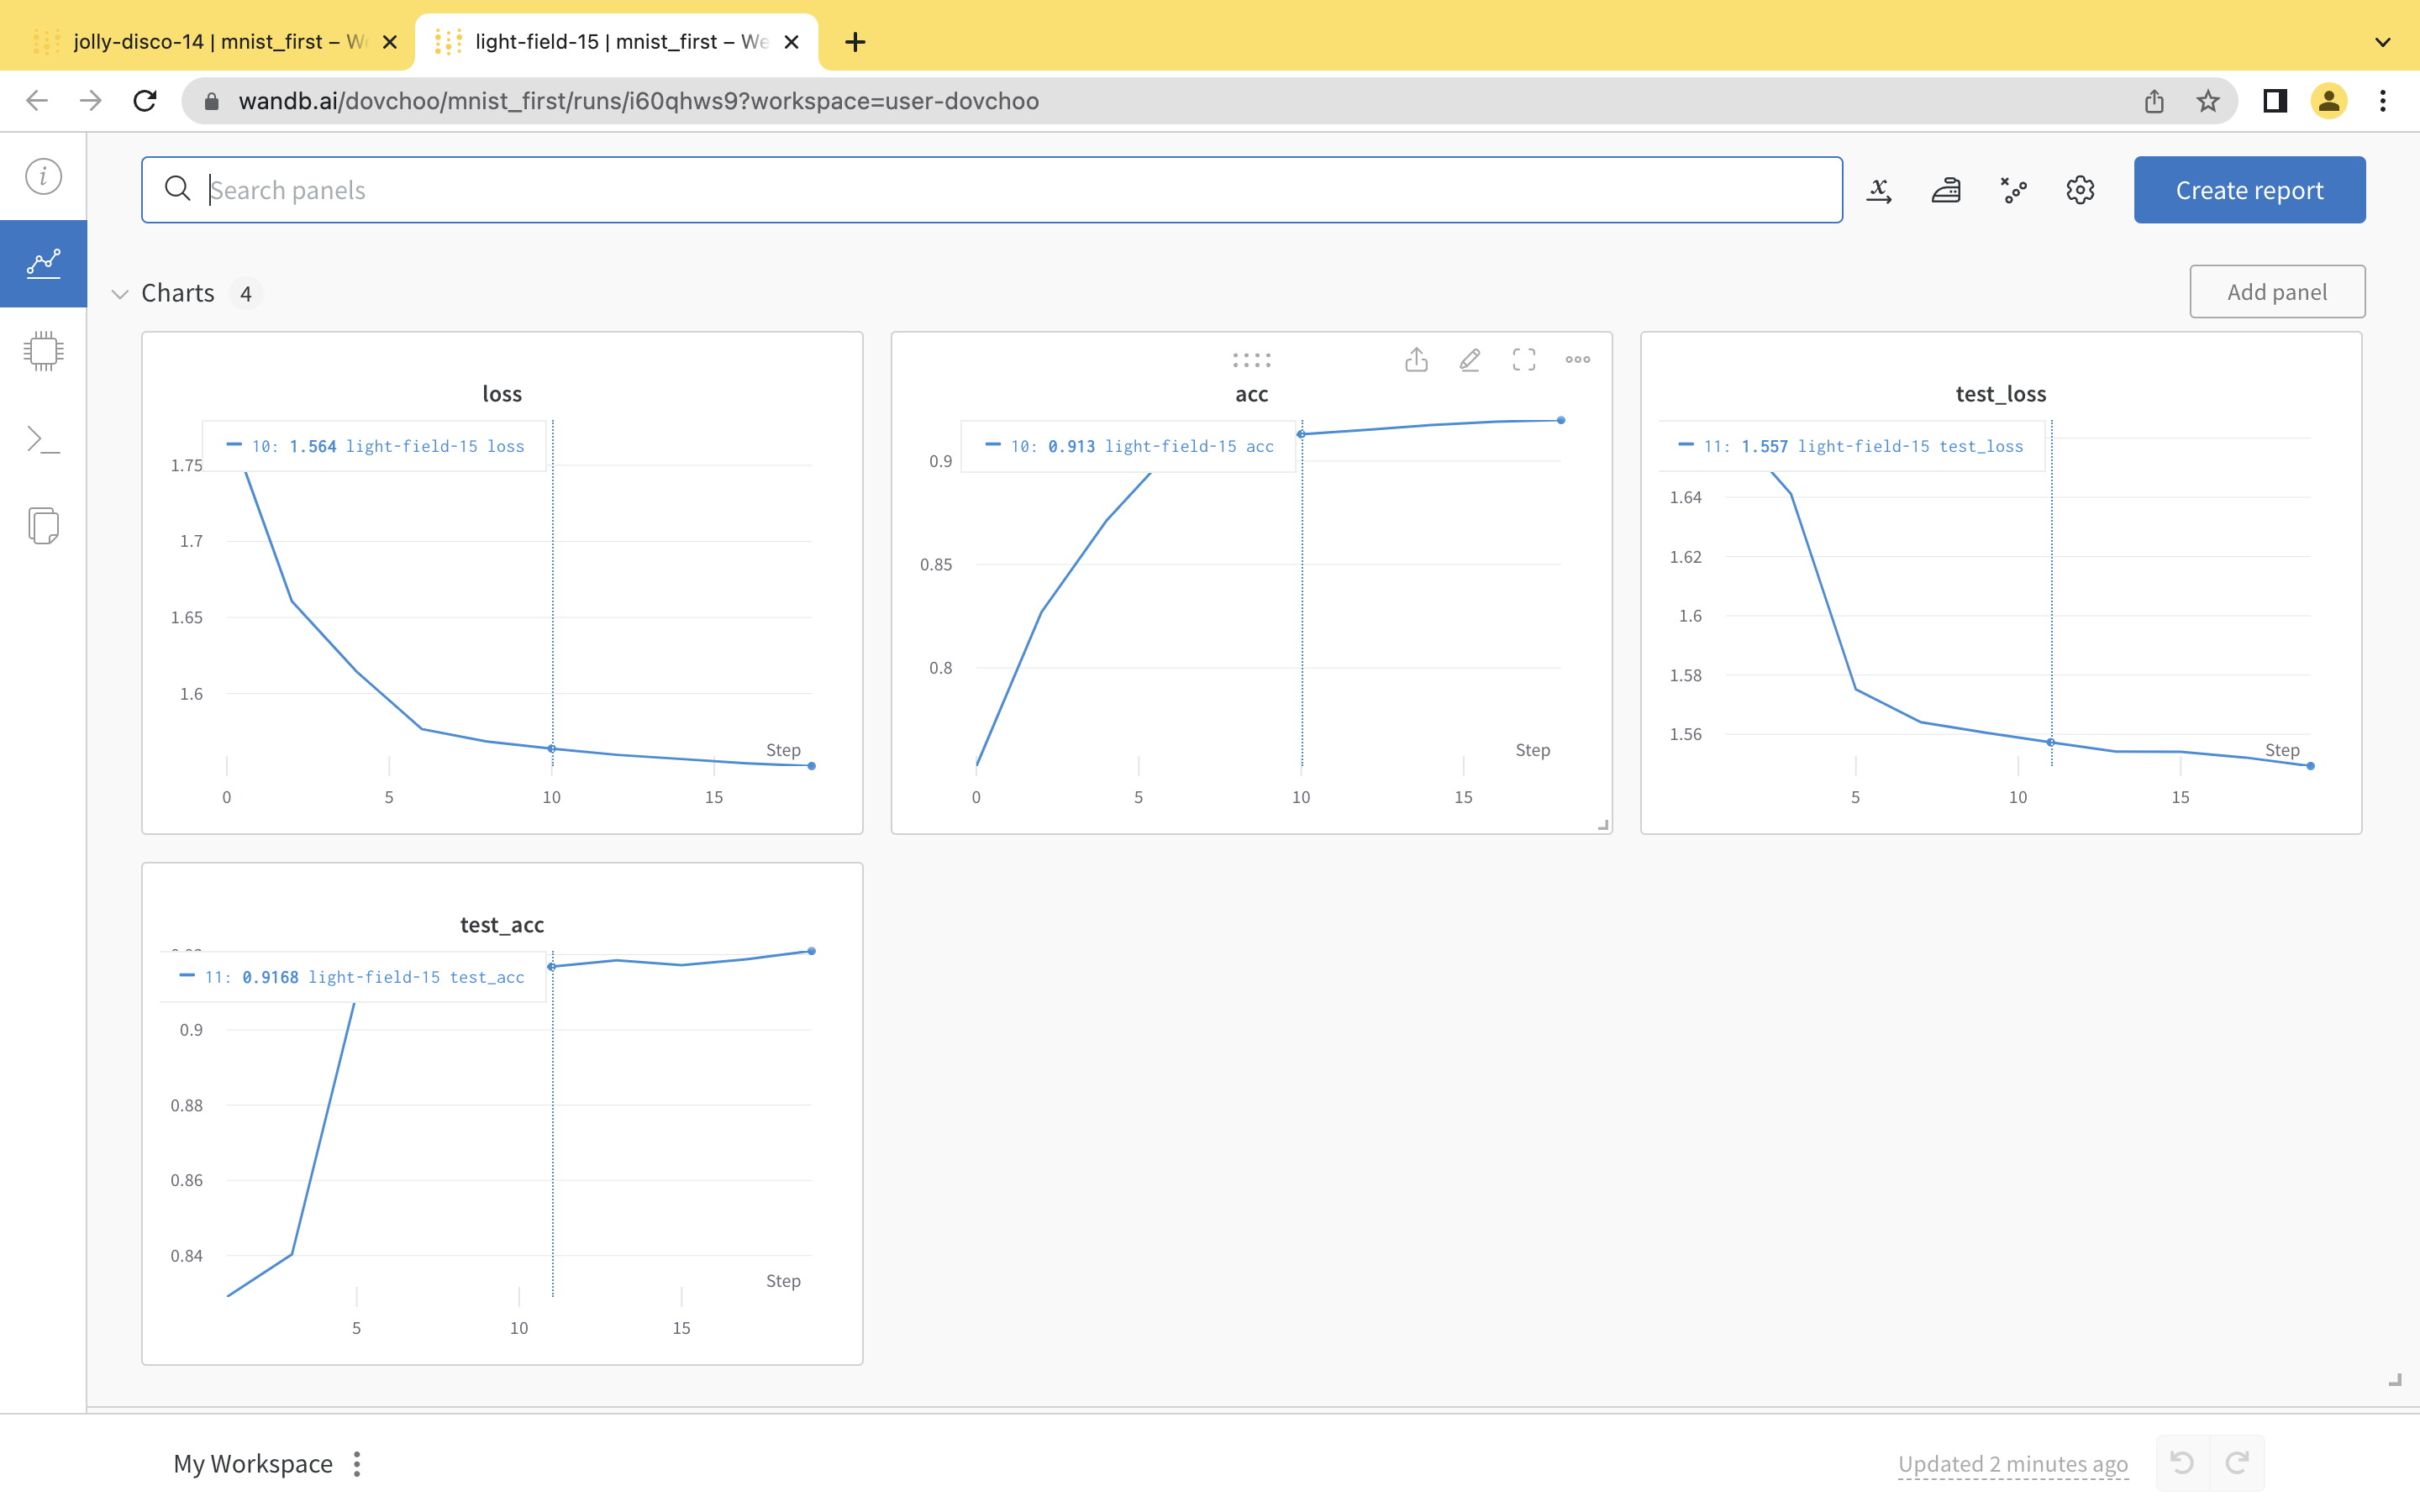 jolly-disco-14 | mnist_first – W
light-field-15 | mnist_first – We
wandb.ai/dovchoo/mnist_first/runs/i60qhws9?workspace=user-dovchoo
Search panels
Create report
Charts 4
Add panel
loss
10: 1.564 light-field-15 loss
1.75
1.7
1.65
1.6
Step
0 5 10 15
acc
10: 0.913 light-field-15 acc
0.9
0.85
0.8
Step
0 5 10 15
test_loss
11: 1.557 light-field-15 test_loss
1.64
1.62
1.6
1.58
1.56
Step
5 10 15
test_acc
11: 0.9168 light-field-15 test_acc
0.9
0.88
0.86
0.84
Step
5 10 15
My Workspace
Updated 2 minutes ago